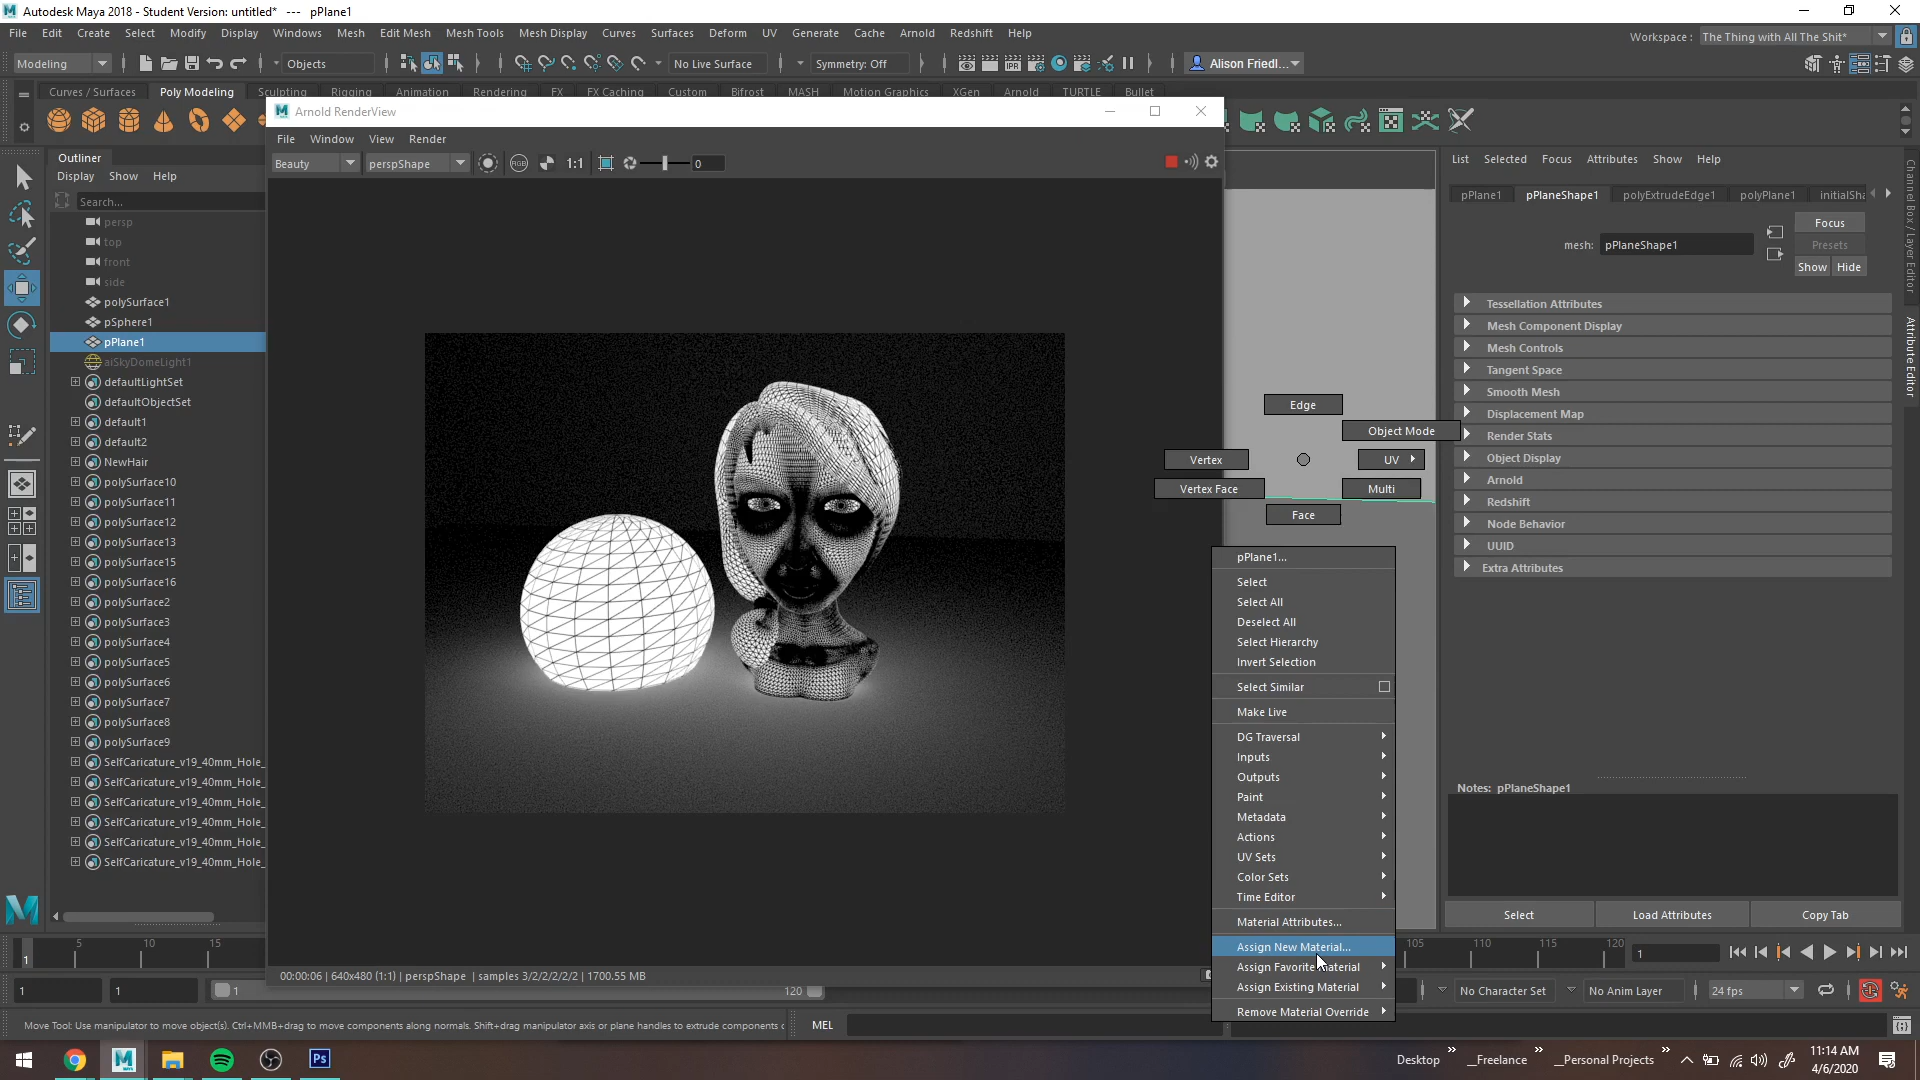 Autodesk Maya 2018 - Student Version: untitled* --- pPlane1
File Edit Create Select Modify Display Windows Mesh Edit Mesh Mesh Tools Mesh Display Curves Surfaces Deform UV Generate Cache Arnold Redshift Help
Workspace : The Thing with All The Shit*
Modeling Objects No Live Surface Symmetry: Off Alison Friedl...
Curves / Surfaces Poly Modeling Sculpting Rigging Animation Rendering FX FX Caching Custom Bifrost MASH Motion Graphics XGen Arnold TURTLE Bullet
Arnold RenderView
File Window View Render
Beauty perspShape RGB 1:1 0
Outliner
Display Show Help
Search...
persp
top
front
side
polySurface1
pSphere1
pPlane1
aiSkyDomeLight1
defaultLightSet
defaultObjectSet
default1
default2
NewHair
polySurface10
polySurface11
polySurface12
polySurface13
polySurface15
polySurface16
polySurface2
polySurface3
polySurface4
polySurface5
polySurface6
polySurface7
polySurface8
polySurface9
SelfCaricature_v19_40mm_Hole_
SelfCaricature_v19_40mm_Hole_
SelfCaricature_v19_40mm_Hole_
SelfCaricature_v19_40mm_Hole_
SelfCaricature_v19_40mm_Hole_
SelfCaricature_v19_40mm_Hole_
00:00:06 | 640x480 (1:1) | perspShape | samples 3/2/2/2/2/2 | 1700.55 MB
Edge
Object Mode
Vertex UV
Vertex Face Multi
Face
pPlane1...
Select
Select All
Deselect All
Select Hierarchy
Invert Selection
Select Similar
Make Live
DG Traversal
Inputs
Outputs
Paint
Metadata
Actions
UV Sets
Color Sets
Time Editor
Material Attributes...
Assign New Material...
Assign Favorite Material
Assign Existing Material
Remove Material Override
List Selected Focus Attributes Show Help
pPlane1 pPlaneShape1 polyExtrudeEdge1 polyPlane1 initialSha
mesh: pPlaneShape1
Focus
Presets
Show Hide
Tessellation Attributes
Mesh Component Display
Mesh Controls
Tangent Space
Smooth Mesh
Displacement Map
Render Stats
Object Display
Arnold
Redshift
Node Behavior
UUID
Extra Attributes
Notes: pPlaneShape1
Select Load Attributes Copy Tab
Channel Box / Layer Editor
Attribute Editor
1 5 10 15 105 110 115 120 1
1 1 1 120 No Character Set No Anim Layer 24 fps
Move Tool: Use manipulator to move object(s). Ctrl+MMB+drag to move components along normals. Shift+drag manipulator axis or plane handles to extrude components
MEL
Ps
Desktop __Freelance __Personal Projects
11:14 AM
4/6/2020